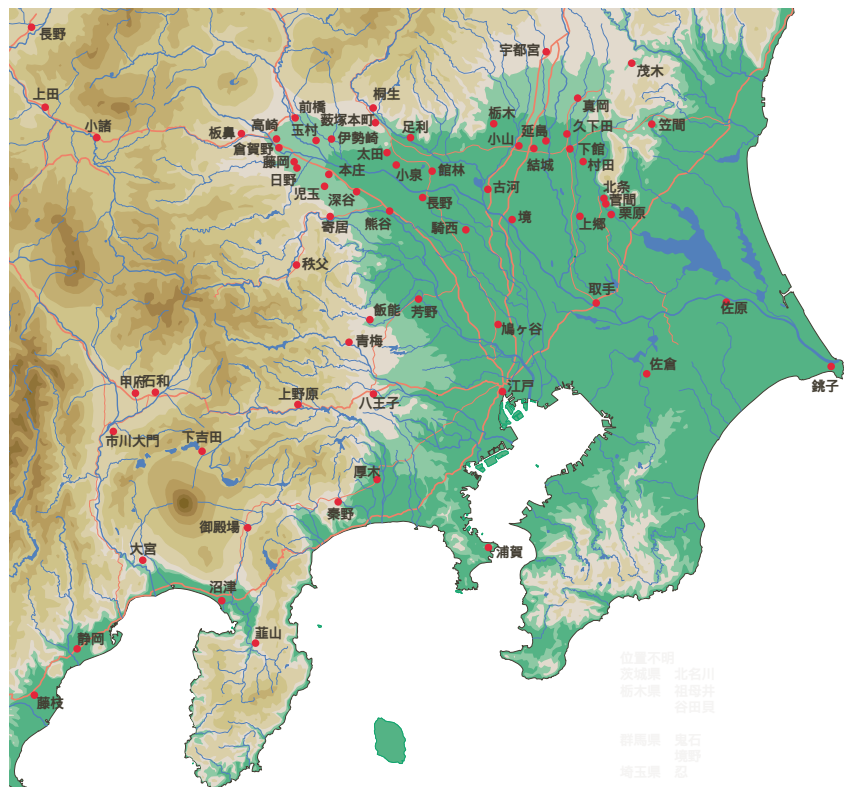 長野
宇都宮
茂木
上田
桐生
真岡
前橋
藪塚本町
栃木
小諸
板鼻
高崎
玉村
伊勢崎
足利
延島
久下田
笠間
倉賀野
太田
小山
結城
下館
藤岡
本庄
小泉
館林
村田
日野
児玉
深谷
長野
古河
北条
菅間
栗原
寄居
熊谷
騎西
境
上郷
秩父
取手
飯能
芳野
佐原
鳩ヶ谷
青梅
佐倉
甲府
石和
上野原
八王子
江戸
銚子
市川大門
下吉田
厚木
御殿場
秦野
大宮
浦賀
沼津
静岡
韮山
藤枝
位置不明
茨城県 北名川
栃木県 祖母井
谷田貝
群馬県 鬼石
境野
埼玉県 忍